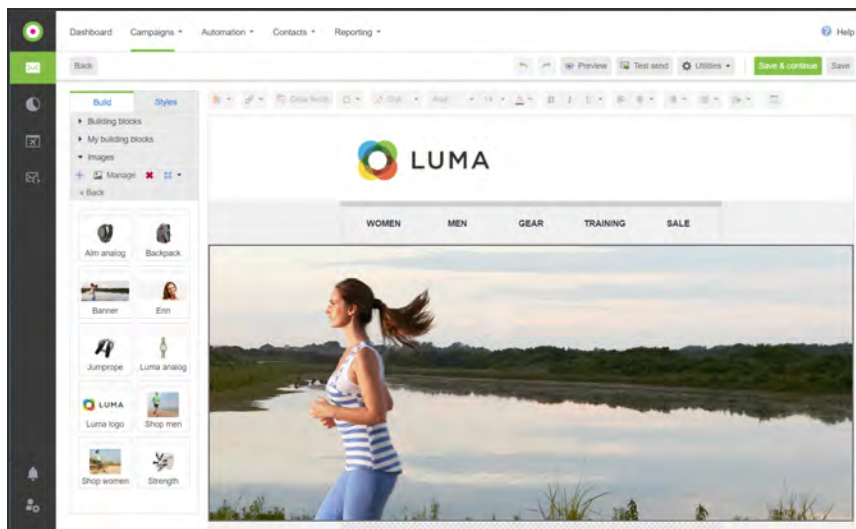 Dashboard Campaigns Automation Contacts Reporting Help
Back Preview Test send Utilities Save & continue Save
Build Styles
Building blocks
My building blocks
Images
Manage
« Back
Aim analog Backpack
Banner Erin
Jumprope Luma analog
LUMA
Luma logo Shop men
Shop women Strength
LUMA
WOMEN MEN GEAR TRAINING SALE